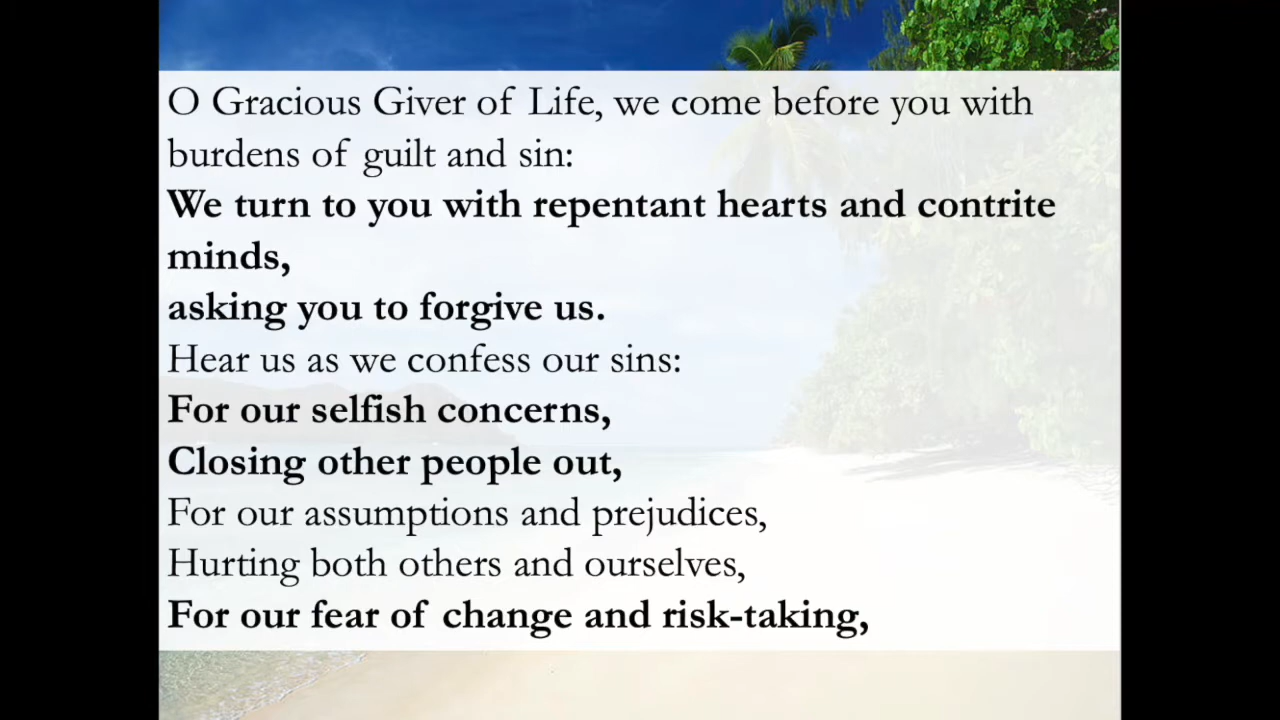 O Gracious Giver of Life, we come before you with
burdens of guilt and sin:
We turn to you with repentant hearts and contrite
minds,
asking you to forgive us.
Hear us as we confess our sins:
For our selfish concerns,
Closing other people out,
For our assumptions and prejudices,
Hurting both others and ourselves,
For our fear of change and risk-taking,